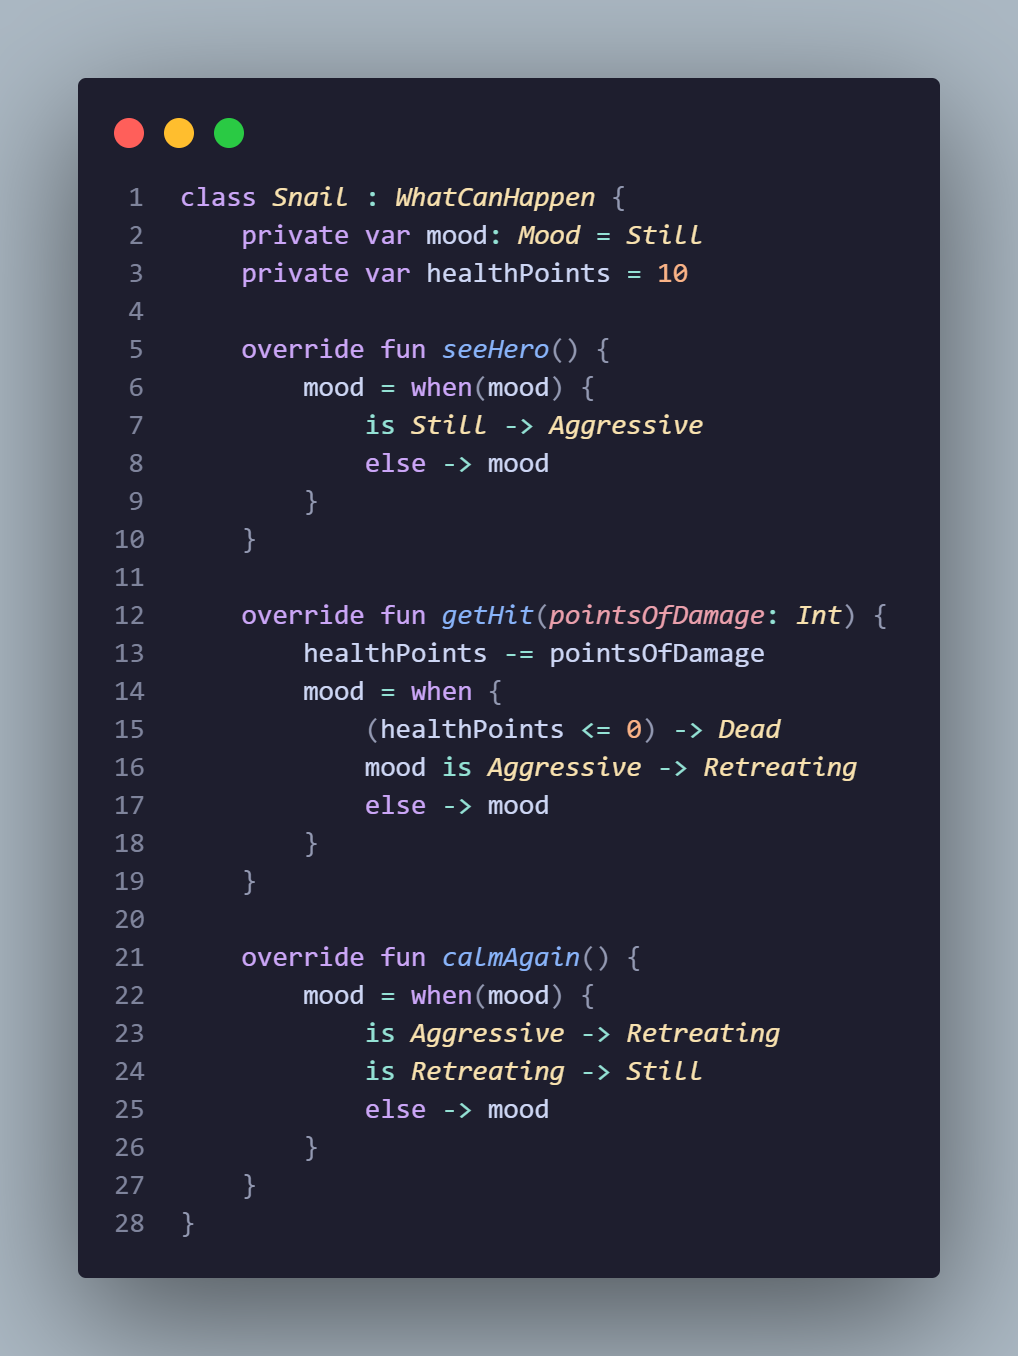 1 class Snail : WhatCanHappen {
2     private var mood: Mood = Still
3     private var healthPoints = 10
4
5     override fun seeHero() {
6         mood = when(mood) {
7             is Still -> Aggressive
8             else -> mood
9         }
10     }
11
12     override fun getHit(pointsOfDamage: Int) {
13         healthPoints -= pointsOfDamage
14         mood = when {
15             (healthPoints <= 0) -> Dead
16             mood is Aggressive -> Retreating
17             else -> mood
18         }
19     }
20
21     override fun calmAgain() {
22         mood = when(mood) {
23             is Aggressive -> Retreating
24             is Retreating -> Still
25             else -> mood
26         }
27     }
28 }